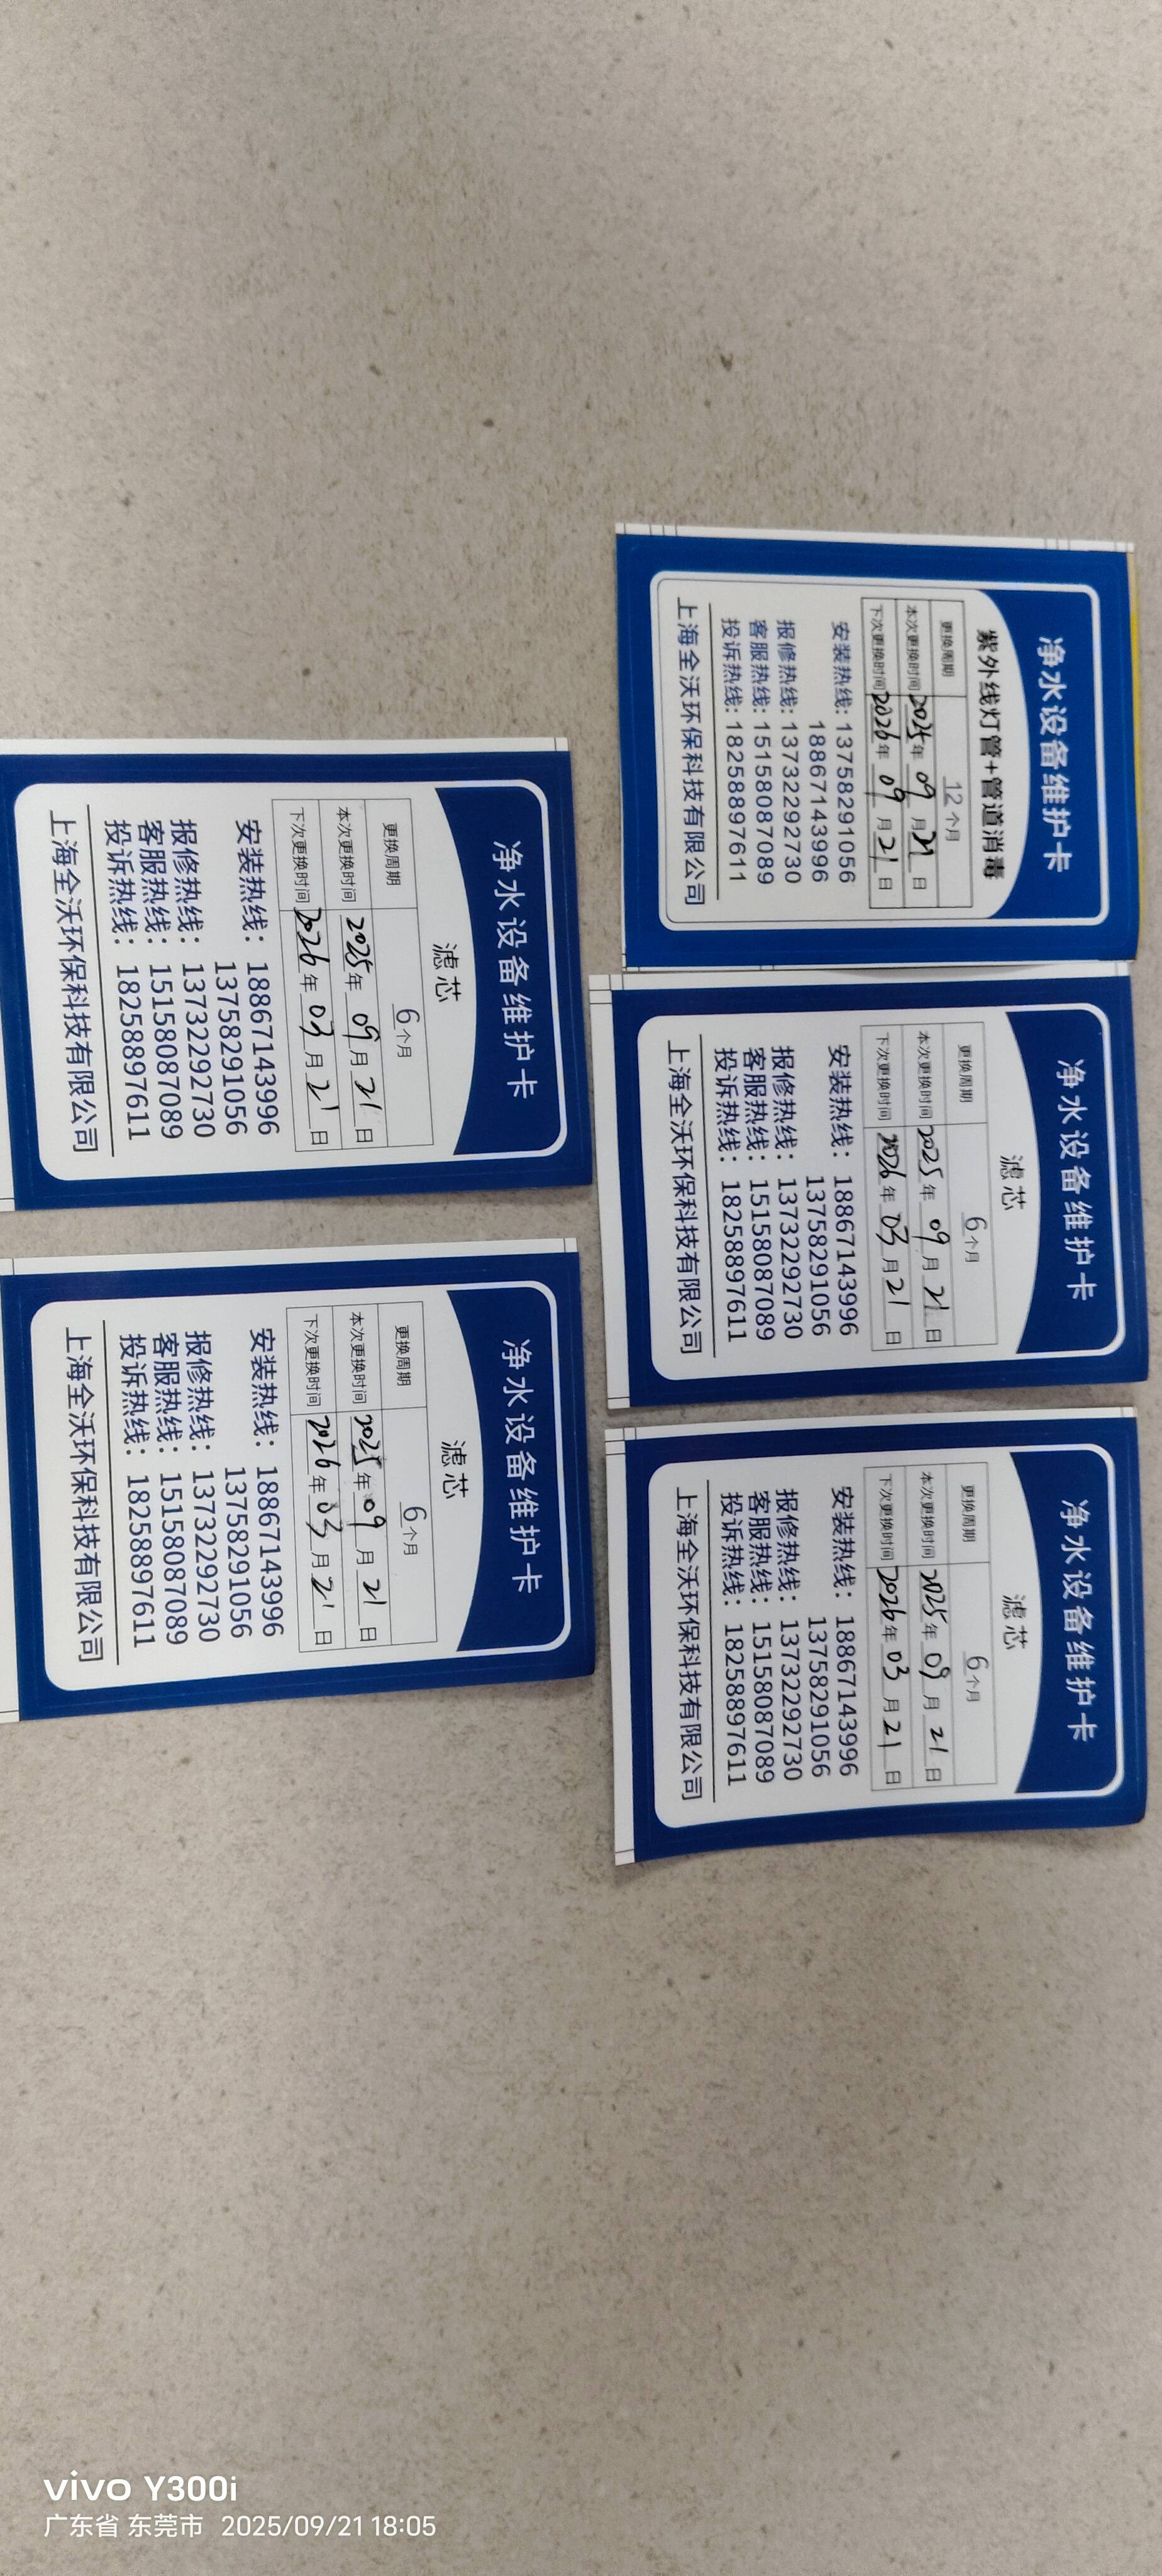 净水设备维护卡
紫外线灯管+管道消毒
更换周期 12个月
本次更换时间 2025年 09月 21日
下次更换时间 2026年 09月 21日
安装热线: 13758291056
18867143996
报修热线: 13732292730
客服热线: 15158087089
投诉热线: 18258897611
上海全沃环保科技有限公司
净水设备维护卡
滤芯
更换周期 6个月
本次更换时间 2025年 09月 21日
下次更换时间 2026年 03月 21日
安装热线: 18867143996
13758291056
报修热线: 13732292730
客服热线: 15158087089
投诉热线: 18258897611
上海全沃环保科技有限公司
净水设备维护卡
滤芯
更换周期 6个月
本次更换时间 2025年 09月 21日
下次更换时间 2026年 03月 21日
安装热线: 18867143996
13758291056
报修热线: 13732292730
客服热线: 15158087089
投诉热线: 18258897611
上海全沃环保科技有限公司
净水设备维护卡
滤芯
更换周期 6个月
本次更换时间 2025年 09月 21日
下次更换时间 2026年 03月 21日
安装热线: 18867143996
13758291056
报修热线: 13732292730
客服热线: 15158087089
投诉热线: 18258897611
上海全沃环保科技有限公司
净水设备维护卡
滤芯
更换周期 6个月
本次更换时间 2025年 09月 21日
下次更换时间 2026年 03月 21日
安装热线: 18867143996
13758291056
报修热线: 13732292730
客服热线: 15158087089
投诉热线: 18258897611
上海全沃环保科技有限公司
vivo Y300i
广东省 东莞市 2025/09/21 18:05